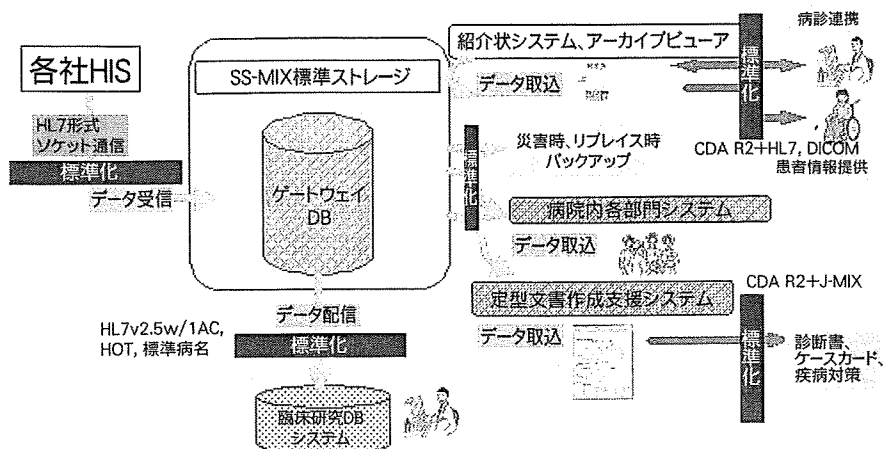 各社HIS
HL7形式
ソケット通信
標準化
データ受信
SS-MIX標準ストレージ
ゲートウェイ
DB
データ配信
HL7v2.5w/1AC,
HOT, 標準病名
標準化
臨床研究DB
システム
紹介状システム、アーカイブビューア
データ取込
標準化
病診連携
CDA R2+HL7, DICOM
患者情報提供
標準化
災害時、リプレイス時
バックアップ
病院内各部門システム
データ取込
定型文書作成支援システム
データ取込
CDA R2+J-MIX
標準化
診断書、
ケースカード、
疾病対策